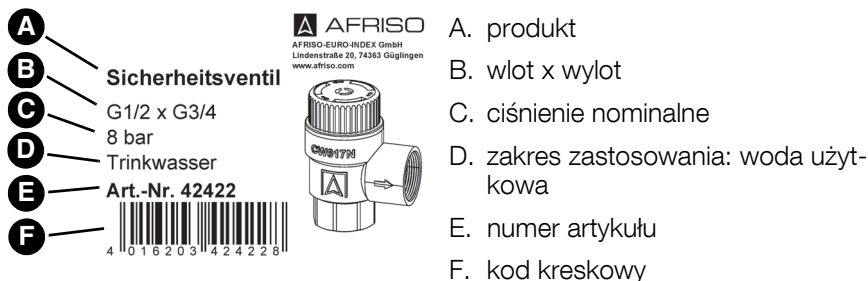 A
B
C
D
E
F
AFRISO
AFRISO-EURO-INDEX GmbH
Lindenstraße 20, 74363 Güglingen
www.afriso.com
Sicherheitsventil
G1/2 x G3/4
8 bar
Trinkwasser
Art.-Nr. 42422
4 016203 424228
CW617N
A. produkt
B. wlot x wylot
C. ciśnienie nominalne
D. zakres zastosowania: woda użyt-
kowa
E. numer artykułu
F. kod kreskowy